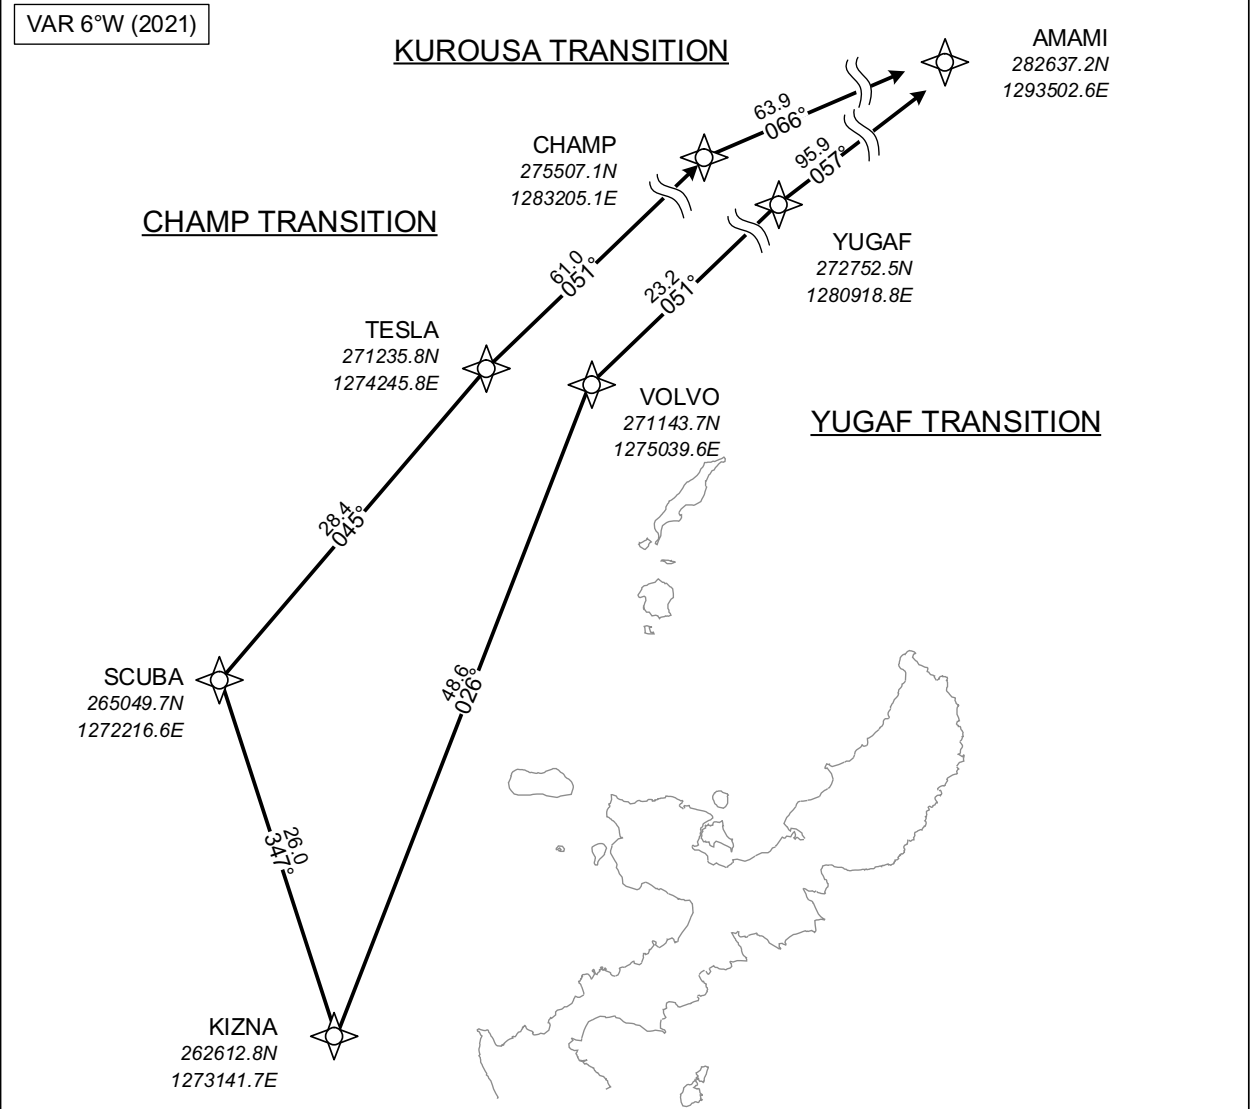 VAR 6°W (2021)
KUROUSA TRANSITION
AMAMI
282637.2N
1293502.6E
63.9
066°
CHAMP
275507.1N
1283205.1E
95.9
057°
CHAMP TRANSITION
YUGAF
272752.5N
1280918.8E
61.0
051°
23.2
051°
TESLA
271235.8N
1274245.8E
VOLVO
271143.7N
1275039.6E
YUGAF TRANSITION
28.4
045°
SCUBA
265049.7N
1272216.6E
48.6
026°
26.0
347°
KIZNA
262612.8N
1273141.7E